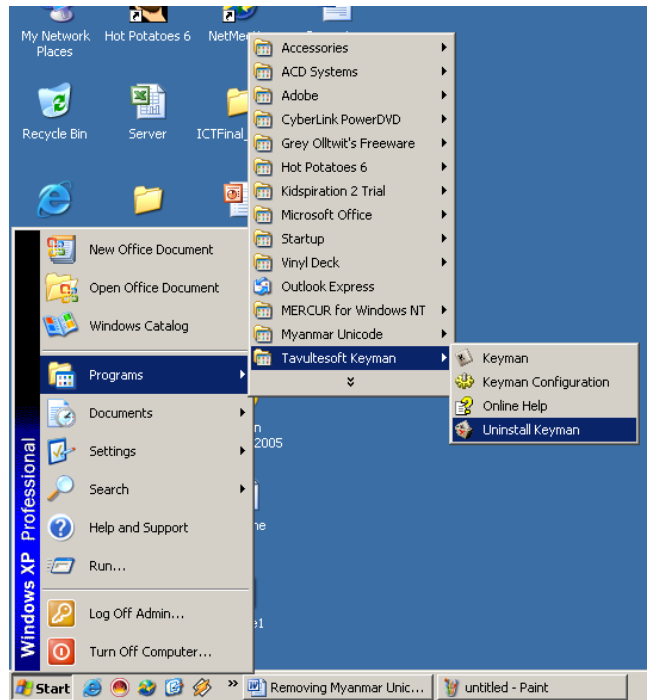 My Network
Places
Hot Potatoes 6
Recycle Bin
Server
Accessories
ACD Systems
Adobe
CyberLink PowerDVD
Grey Olltwit's Freeware
Hot Potatoes 6
Kidspiration 2 Trial
Microsoft Office
Startup
Vinyl Deck
Outlook Express
MERCUR for Windows NT
Myanmar Unicode
Tavultesoft Keyman
Keyman
Keyman Configuration
Online Help
Uninstall Keyman
New Office Document
Open Office Document
Windows Catalog
Programs
Documents
Settings
Search
Help and Support
Run...
Log Off Admin...
Turn Off Computer...
Windows XP Professional
2005
Start
Removing Myanmar Unic...
untitled - Paint